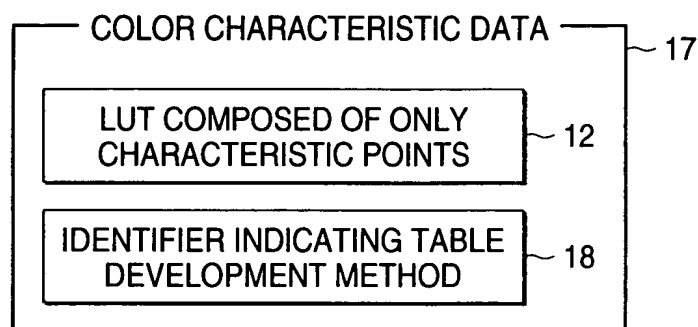 COLOR CHARACTERISTIC DATA
17
LUT COMPOSED OF ONLY
CHARACTERISTIC POINTS
12
IDENTIFIER INDICATING TABLE
DEVELOPMENT METHOD
18